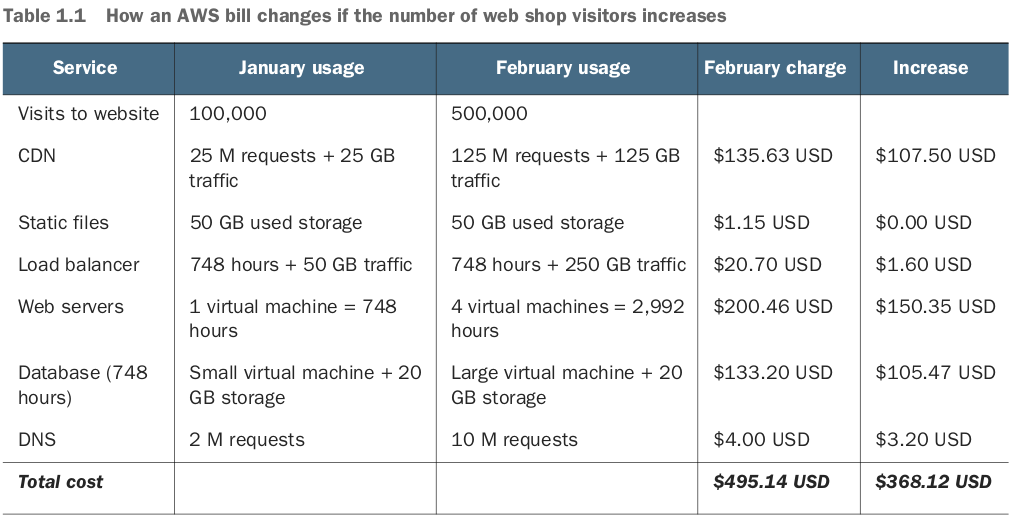 Table 1.1 How an AWS bill changes if the number of web shop visitors increases
Service January usage February usage February charge Increase
Visits to website 100,000 500,000
CDN 25 M requests + 25 GB traffic 125 M requests + 125 GB traffic $135.63 USD $107.50 USD
Static files 50 GB used storage 50 GB used storage $1.15 USD $0.00 USD
Load balancer 748 hours + 50 GB traffic 748 hours + 250 GB traffic $20.70 USD $1.60 USD
Web servers 1 virtual machine = 748 hours 4 virtual machines = 2,992 hours $200.46 USD $150.35 USD
Database (748 hours) Small virtual machine + 20 GB storage Large virtual machine + 20 GB storage $133.20 USD $105.47 USD
DNS 2 M requests 10 M requests $4.00 USD $3.20 USD
Total cost $495.14 USD $368.12 USD